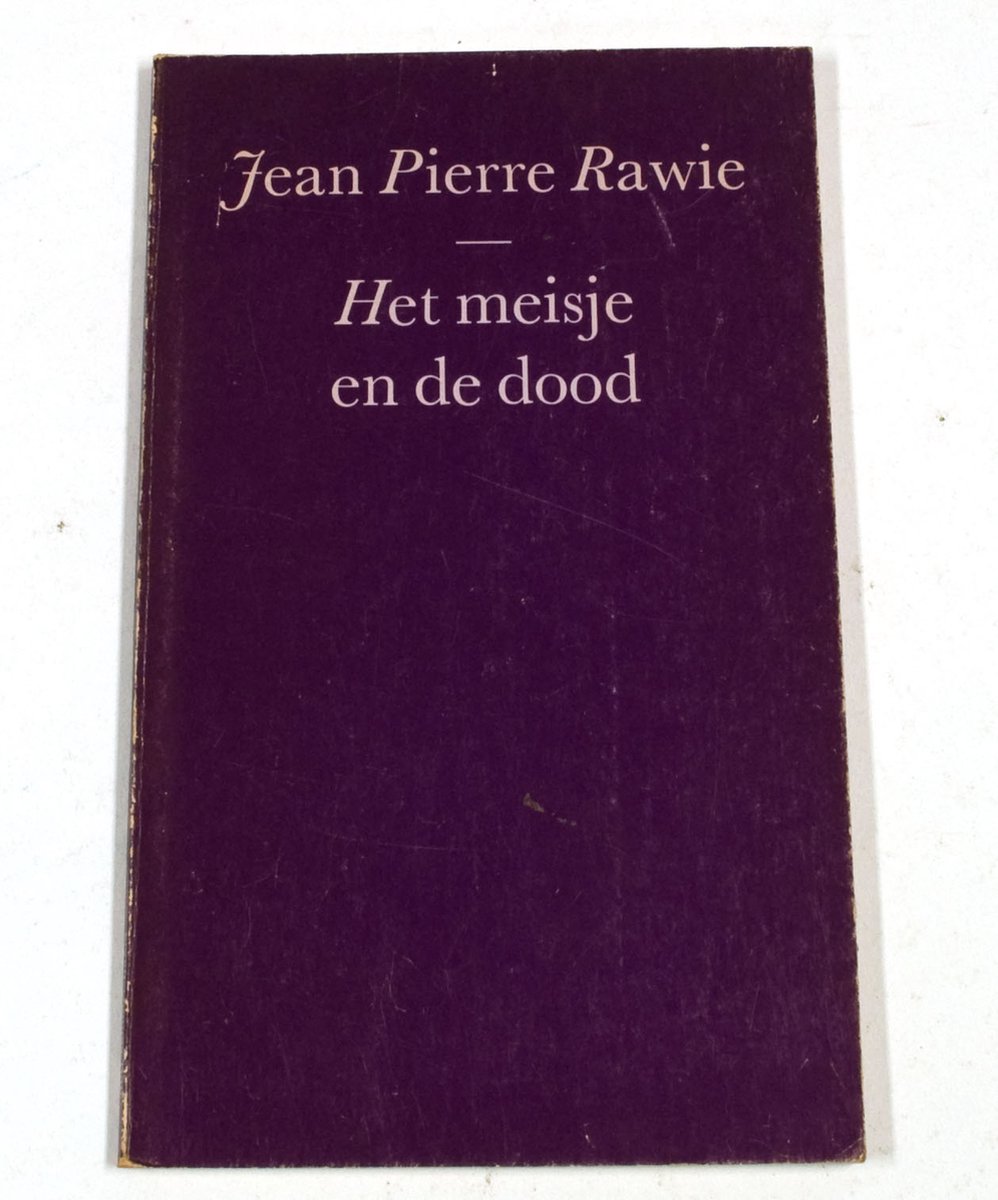 Jean Pierre Rawie
Het meisje
en de dood